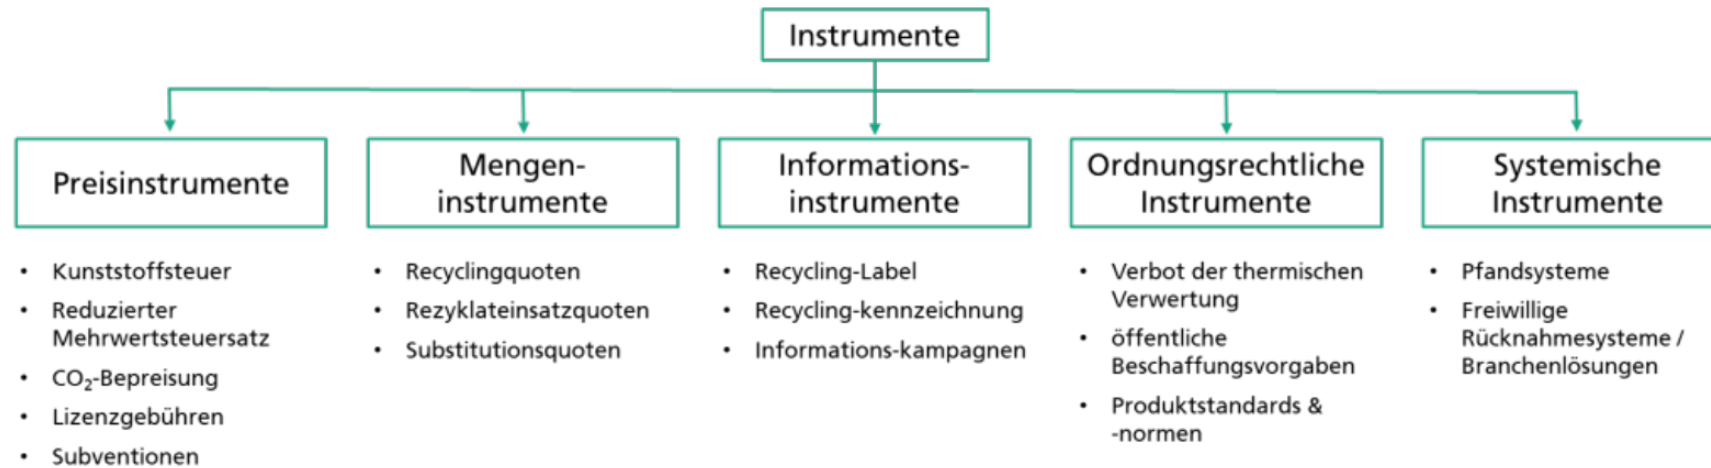 Instrumente
Preisinstrumente
• Kunststoffsteuer
• Reduzierter
Mehrwertsteuersatz
• CO₂-Bepreisung
• Lizenzgebühren
• Subventionen
Mengen-
instrumente
• Recyclingquoten
• Rezyklateinsatzquoten
• Substitutionsquoten
Informations-
instrumente
• Recycling-Label
• Recycling-kennzeichnung
• Informations-kampagnen
Ordnungsrechtliche
Instrumente
• Verbot der thermischen
Verwertung
• öffentliche
Beschaffungsvorgaben
• Produktstandards &
-normen
Systemische
Instrumente
• Pfandsysteme
• Freiwillige
Rücknahmesysteme /
Branchenlösungen